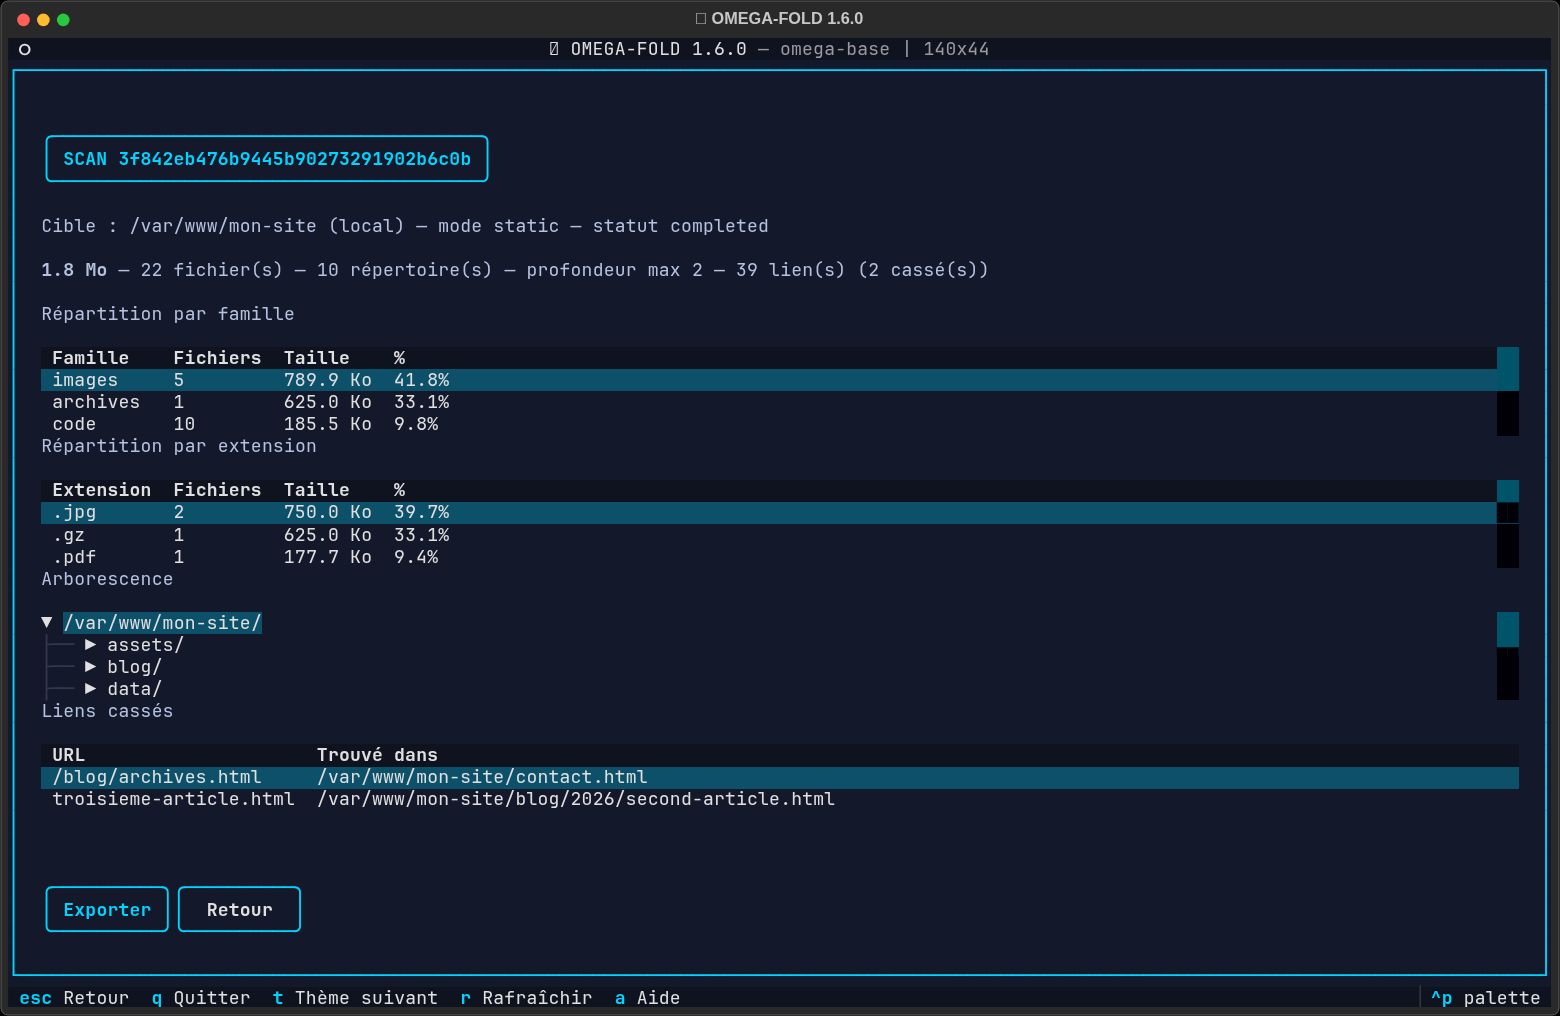 OMEGA-FOLD 1.6.0
OMEGA-FOLD 1.6.0 — omega-base | 140x44
SCAN 3f842eb476b9445b90273291902b6c0b
Cible : /var/www/mon-site (local) — mode static — statut completed
1.8 Mo — 22 fichier(s) — 10 répertoire(s) — profondeur max 2 — 39 lien(s) (2 cassé(s))
Répartition par famille
Famille Fichiers Taille %
images 5 789.9 Ko 41.8%
archives 1 625.0 Ko 33.1%
code 10 185.5 Ko 9.8%
Répartition par extension
Extension Fichiers Taille %
.jpg 2 750.0 Ko 39.7%
.gz 1 625.0 Ko 33.1%
.pdf 1 177.7 Ko 9.4%
Arborescence
▼ /var/www/mon-site/
▶ assets/
▶ blog/
▶ data/
Liens cassés
URL Trouvé dans
/blog/archives.html /var/www/mon-site/contact.html
troisieme-article.html /var/www/mon-site/blog/2026/second-article.html
Exporter Retour
esc Retour q Quitter t Thème suivant r Rafraîchir a Aide ^p palette